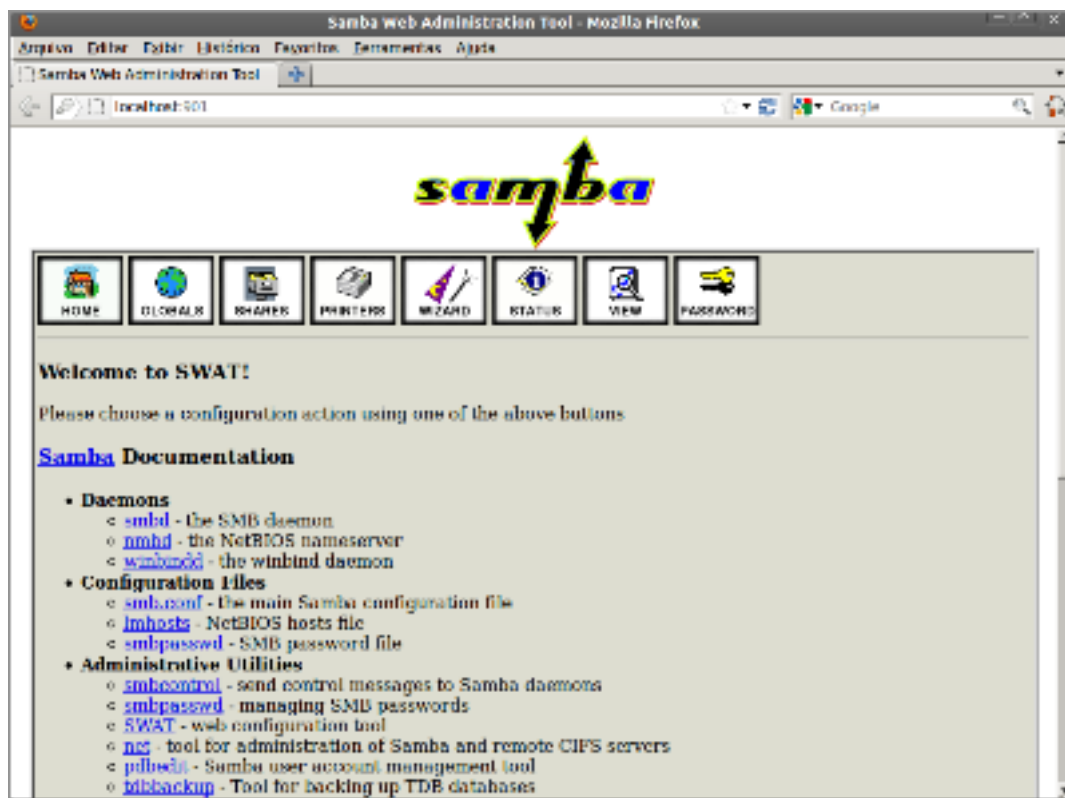 Samba Web Administration Tool - Mozilla Firefox
Arquivo Editar Exibir Histórico Favoritos Ferramentas Ajuda
Samba Web Administration Tool
localhost:901
Google
samba
HOME GLOBALS SHARES PRINTERS WIZARD STATUS VIEW PASSWORD
Welcome to SWAT!
Please choose a configuration action using one of the above buttons
Samba Documentation
• Daemons
◦ smbd - the SMB daemon
◦ nmbd - the NetBIOS nameserver
◦ winbindd - the winbind daemon
• Configuration Files
◦ smb.conf - the main Samba configuration file
◦ lmhosts - NetBIOS hosts file
◦ smbpasswd - SMB password file
• Administrative Utilities
◦ smbcontrol - send control messages to Samba daemons
◦ smbpasswd - managing SMB passwords
◦ SWAT - web configuration tool
◦ net - tool for administration of Samba and remote CIFS servers
◦ pdbedit - Samba user account management tool
◦ tdbbackup - Tool for backing up TDB databases